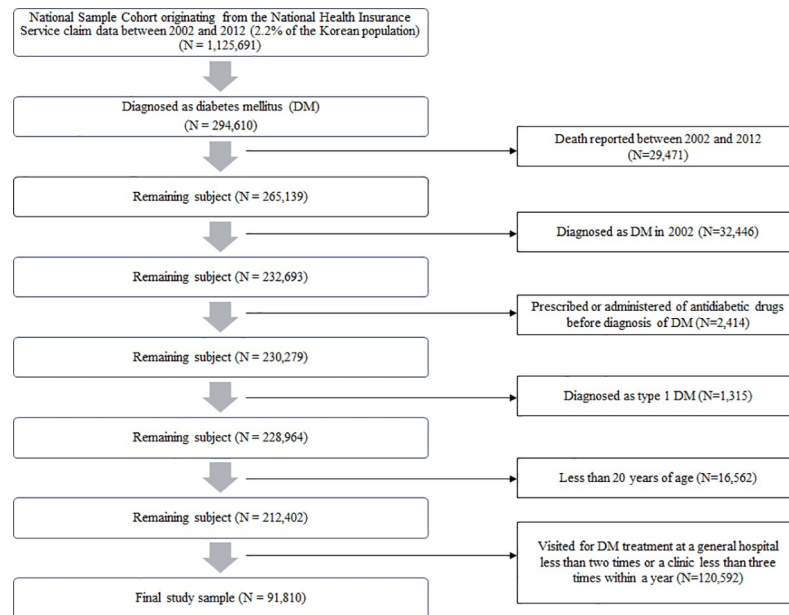 National Sample Cohort originating from the National Health Insurance
Service claim data between 2002 and 2012 (2.2% of the Korean population)
(N = 1,125,691)
Diagnosed as diabetes mellitus (DM)
(N = 294,610)
Death reported between 2002 and 2012
(N=29,471)
Remaining subject (N = 265,139)
Diagnosed as DM in 2002 (N=32,446)
Remaining subject (N = 232,693)
Prescribed or administered of antidiabetic drugs
before diagnosis of DM (N=2,414)
Remaining subject (N = 230,279)
Diagnosed as type 1 DM (N=1,315)
Remaining subject (N = 228,964)
Less than 20 years of age (N=16,562)
Remaining subject (N = 212,402)
Visited for DM treatment at a general hospital
less than two times or a clinic less than three
times within a year (N=120,592)
Final study sample (N = 91,810)